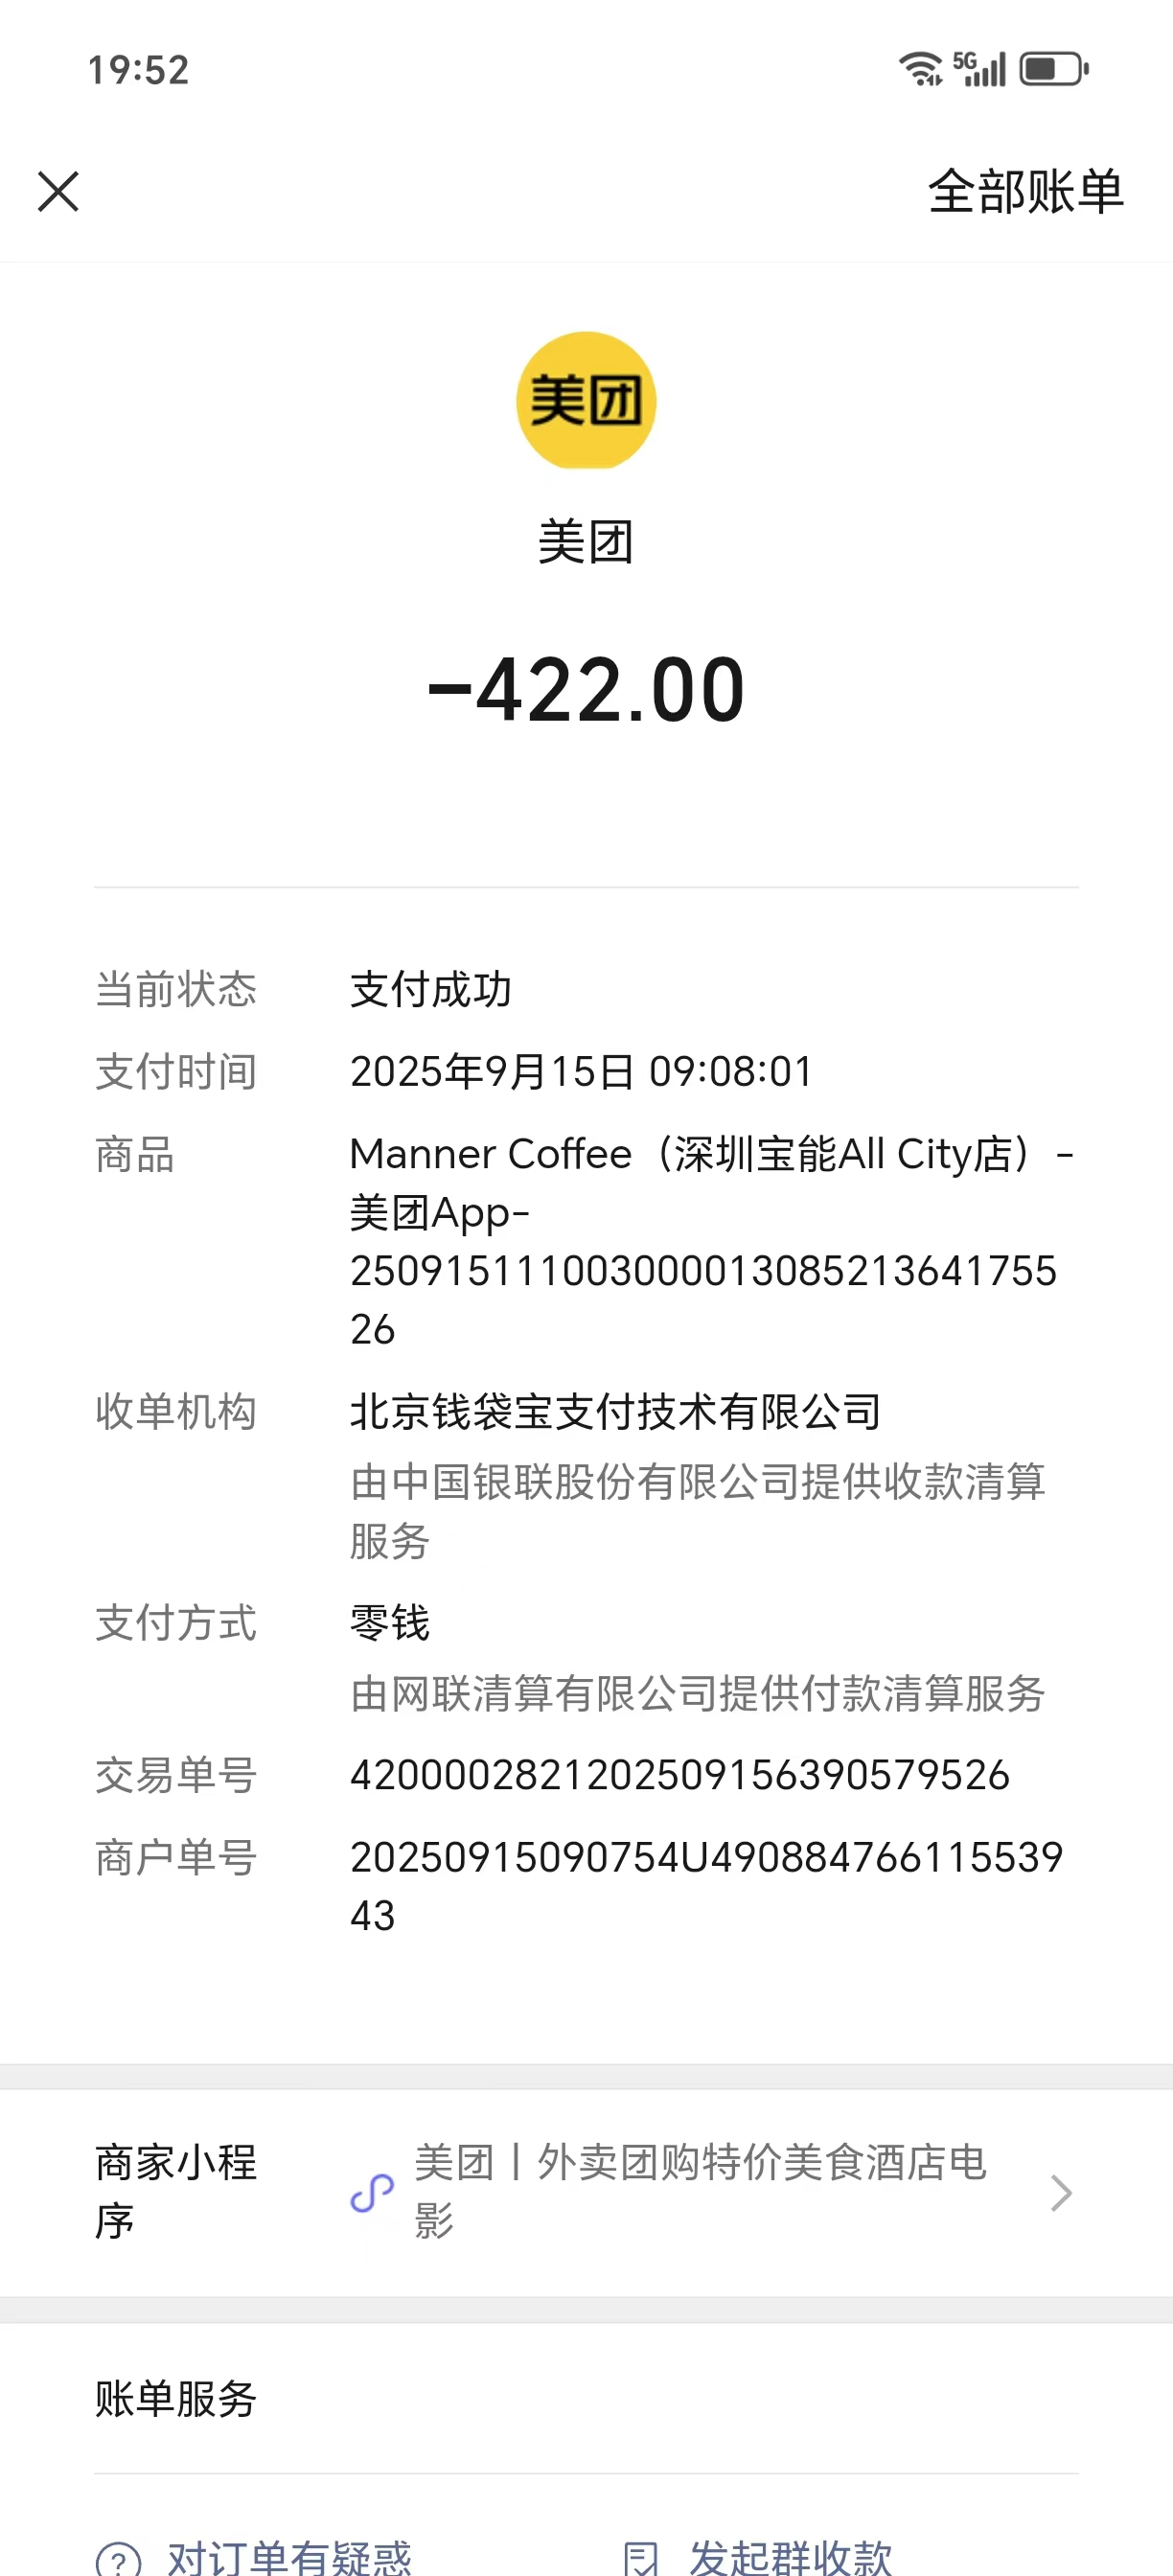 19:52
5G
全部账单
美团
美团
-422.00
当前状态 支付成功
支付时间 2025年9月15日 09:08:01
商品 Manner Coffee（深圳宝能All City店）-
美团App-
25091511100300001308521364175​5
26
收单机构 北京钱袋宝支付技术有限公司
由中国银联股份有限公司提供收款清算
服务
支付方式 零钱
由网联清算有限公司提供付款清算服务
交易单号 4200002821202509156390579526
商户单号 20250915090754U490884766115539
43
商家小程
序
美团丨外卖团购特价美食酒店电
影
账单服务
对订单有疑惑 发起群收款